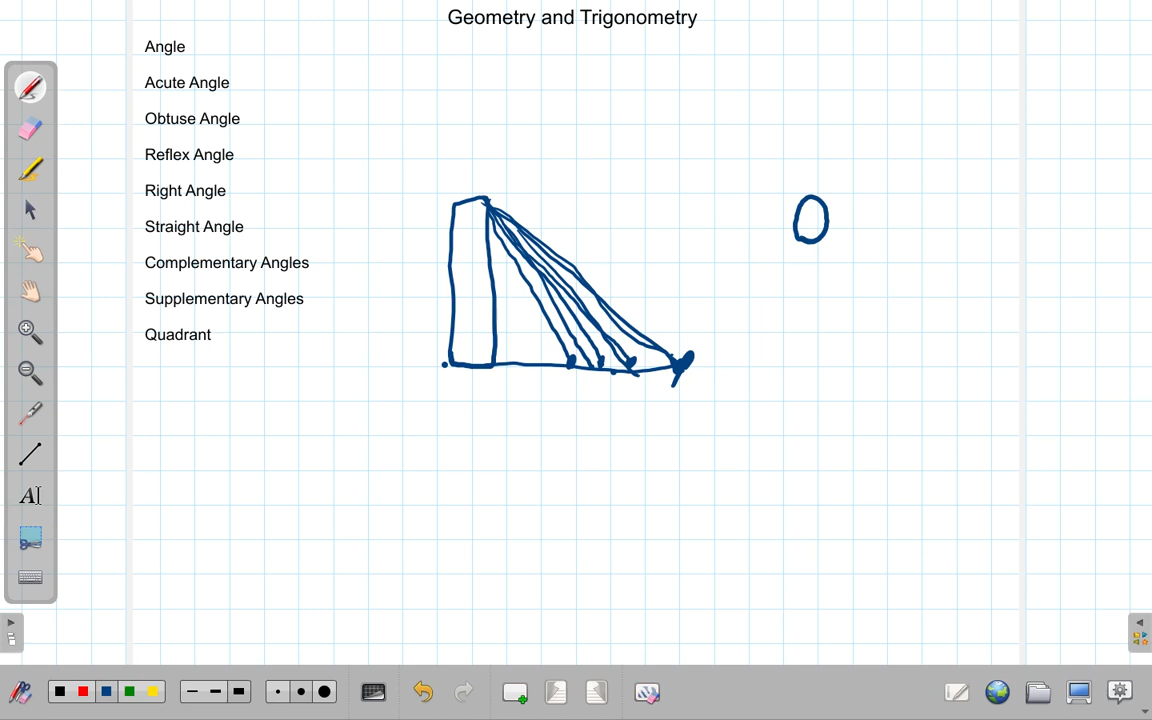 Geometry and Trigonometry
Angle
Acute Angle
Obtuse Angle
Reflex Angle
Right Angle
Straight Angle
Complementary Angles
Supplementary Angles
Quadrant